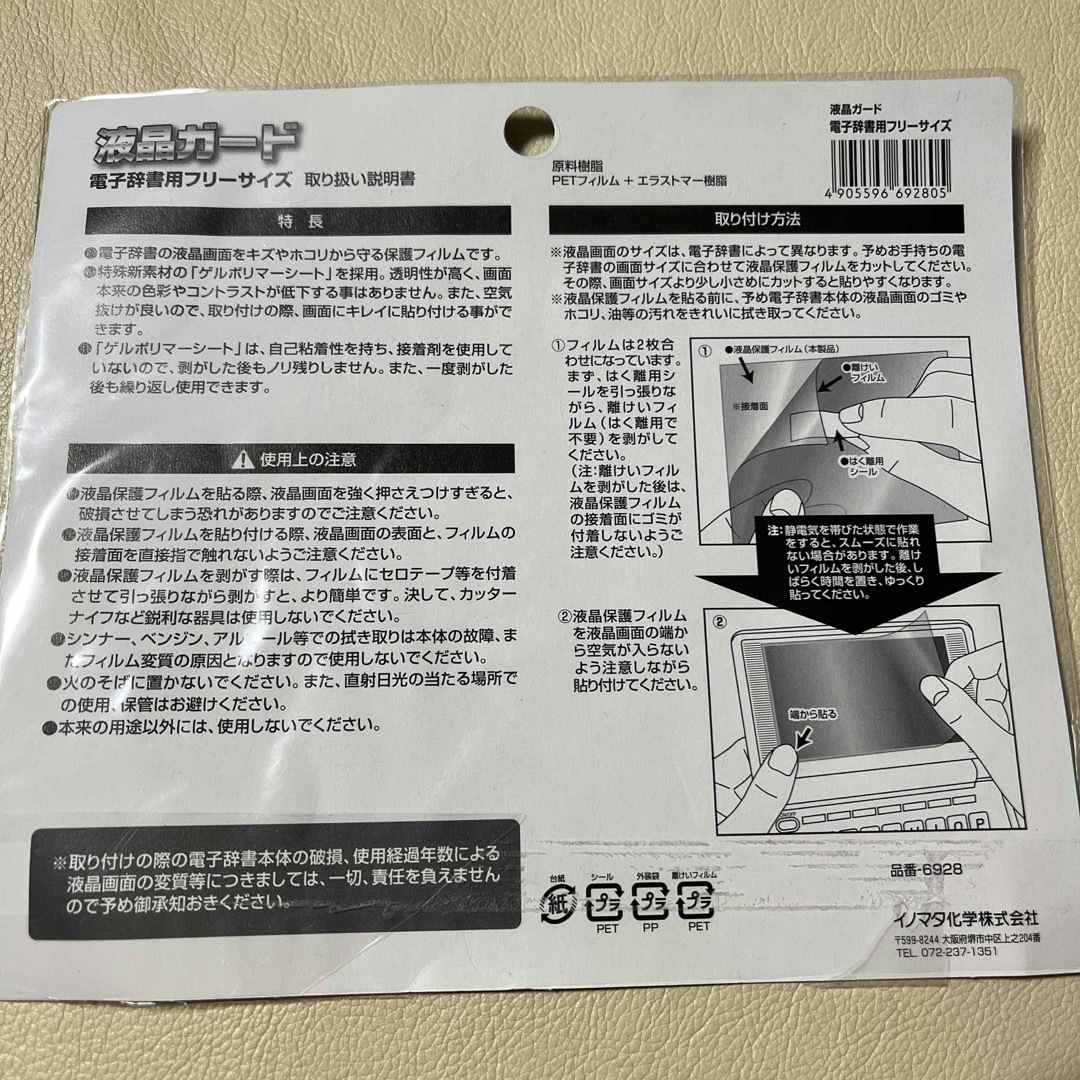 液晶ガード
電子辞書用フリーサイズ 取り扱い説明書
特長
●電子辞書の液晶画面をキズやホコリから守る保護フィルムです。
●特殊新素材の「ゲルポリマーシート」を採用。透明性が高く、画面
本来の色彩やコントラストが低下する事はありません。また、空気
抜けが良いので、取り付けの際、画面にキレイに貼り付ける事がで
きます。
●「ゲルポリマーシート」は、自己粘着性を持ち、接着剤を使用して
いないので、剥がした後もノリ残りしません。また、一度剥がした
後も繰り返し使用できます。
使用上の注意
●液晶保護フィルムを貼る際、液晶画面を強く押さえつけすぎると、
破損させてしまう恐れがありますのでご注意ください。
●液晶保護フィルムを貼り付ける際、液晶画面の表面と、フィルムの
接着面を直接指で触れないようご注意ください。
●液晶保護フィルムを剥がす際は、フィルムにセロテープ等を付着
させて引っ張りながら剥がすと、より簡単です。決して、カッター
ナイフなど鋭利な器具は使用しないでください。
●シンナー、ベンジン、アルコール等での拭き取りは本体の故障、ま
たフィルム変質の原因となりますので使用しないでください。
●火のそばに置かないでください。また、直射日光の当たる場所で
の使用、保管はお避けください。
●本来の用途以外には、使用しないでください。
※取り付けの際の電子辞書本体の破損、使用経過年数による
液晶画面の変質等につきましては、一切、責任を負えません
ので予め御承知おきください。
原料樹脂
PETフィルム + エラストマー樹脂
液晶ガード
電子辞書用フリーサイズ
4 905596 692805
取り付け方法
※液晶画面のサイズは、電子辞書によって異なります。予めお手持ちの電
子辞書の画面サイズに合わせて液晶保護フィルムをカットしてください。
その際、画面サイズより少し小さめにカットすると貼りやすくなります。
※液晶保護フィルムを貼る前に、予め電子辞書本体の液晶画面のゴミや
ホコリ、油等の汚れをきれいに拭き取ってください。
①フィルムは2枚合
わせになっています。
まず、はく離用シー
ルを引っ張りな
がら、離けいフィ
ルム(はく離用で
不要)を剥がして
ください。
(注:離けいフィル
ムを剥がした後は、
液晶保護フィルム
の接着面にゴミが
付着しないようご
注意ください。)
①
●液晶保護フィルム(本製品)
●離けい
フィルム
※接着面
●はく離用
シール
注:静電気を帯びた状態で作業
をすると、スムーズに貼れ
ない場合があります。離け
いフィルムを剥がした後、し
ばらく時間を置き、ゆっくり
貼ってください。
②液晶保護フィルム
を液晶画面の端か
ら空気が入らない
よう注意しながら
貼り付けてください。
②
端から貼る
ON/OFF
U I O P
台紙
紙
シール
プラ
PET
外装袋
プラ
PP
離けいフィルム
プラ
PET
品番-6928
イノマタ化学株式会社
〒599-8244 大阪府堺市中区上之204番
TEL. 072-237-1351